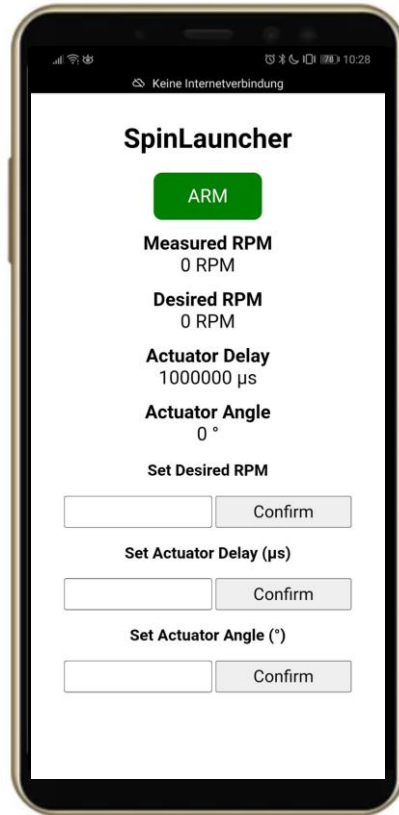 78 10:28
Keine Internetverbindung
SpinLauncher
ARM
Measured RPM
0 RPM
Desired RPM
0 RPM
Actuator Delay
1000000 µs
Actuator Angle
0 °
Set Desired RPM
Confirm
Set Actuator Delay (µs)
Confirm
Set Actuator Angle (°)
Confirm